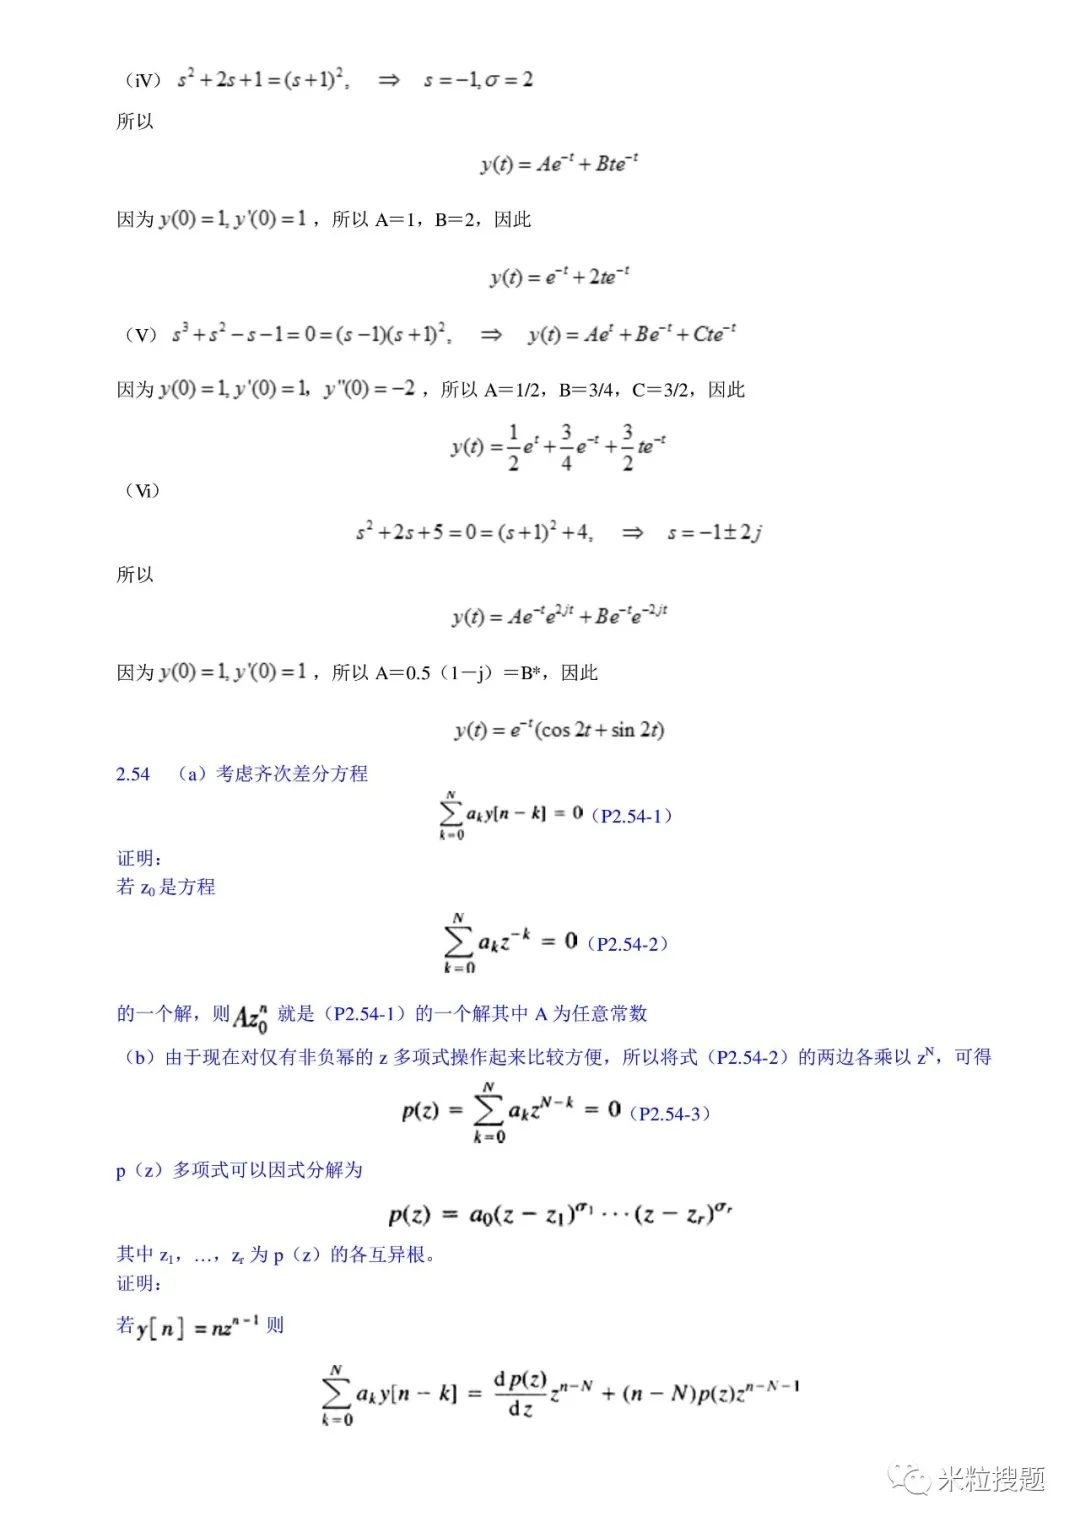 （iV） s²+2s+1=(s+1)², ⇒ s=-1,σ=2
所以
y(t)=Ae⁻ᵗ+Bte⁻ᵗ
因为 y(0)=1,y'(0)=1，所以 A＝1，B＝2，因此
y(t)=e⁻ᵗ+2te⁻ᵗ
（V） s³+s²-s-1=0=(s-1)(s+1)², ⇒ y(t)=Aeᵗ+Be⁻ᵗ+Cte⁻ᵗ
因为 y(0)=1,y'(0)=1，y''(0)=-2，所以 A＝1/2，B＝3/4，C＝3/2，因此
y(t)=1/2 eᵗ+3/4 e⁻ᵗ+3/2 te⁻ᵗ
（Vi）
s²+2s+5=0=(s+1)²+4, ⇒ s=-1±2j
所以
y(t)=Ae⁻ᵗe²ʲᵗ+Be⁻ᵗe⁻²ʲᵗ
因为 y(0)=1,y'(0)=1，所以 A＝0.5（1－j）＝B*，因此
y(t)=e⁻ᵗ(cos 2t+sin 2t)
2.54 （a）考虑齐次差分方程
∑_{k=0}^{N} a_k y[n - k] = 0（P2.54-1）
证明：
若 z₀ 是方程
∑_{k=0}^{N} a_k z^{-k} = 0（P2.54-2）
的一个解，则 Az₀ⁿ 就是（P2.54-1）的一个解其中 A 为任意常数
（b）由于现在对仅有非负幂的 z 多项式操作起来比较方便，所以将式（P2.54-2）的两边各乘以 z^N，可得
p(z) = ∑_{k=0}^{N} a_k z^{N-k} = 0（P2.54-3）
p（z）多项式可以因式分解为
p(z) = a₀(z - z₁)^{σ₁} ··· (z - z_r)^{σ_r}
其中 z₁，…，z_r 为 p（z）的各互异根。
证明：
若 y[n] = nz^{n-1} 则
∑_{k=0}^{N} a_k y[n - k] = dp(z)/dz z^{n-N} + (n - N)p(z)z^{n-N-1}
米粒搜题